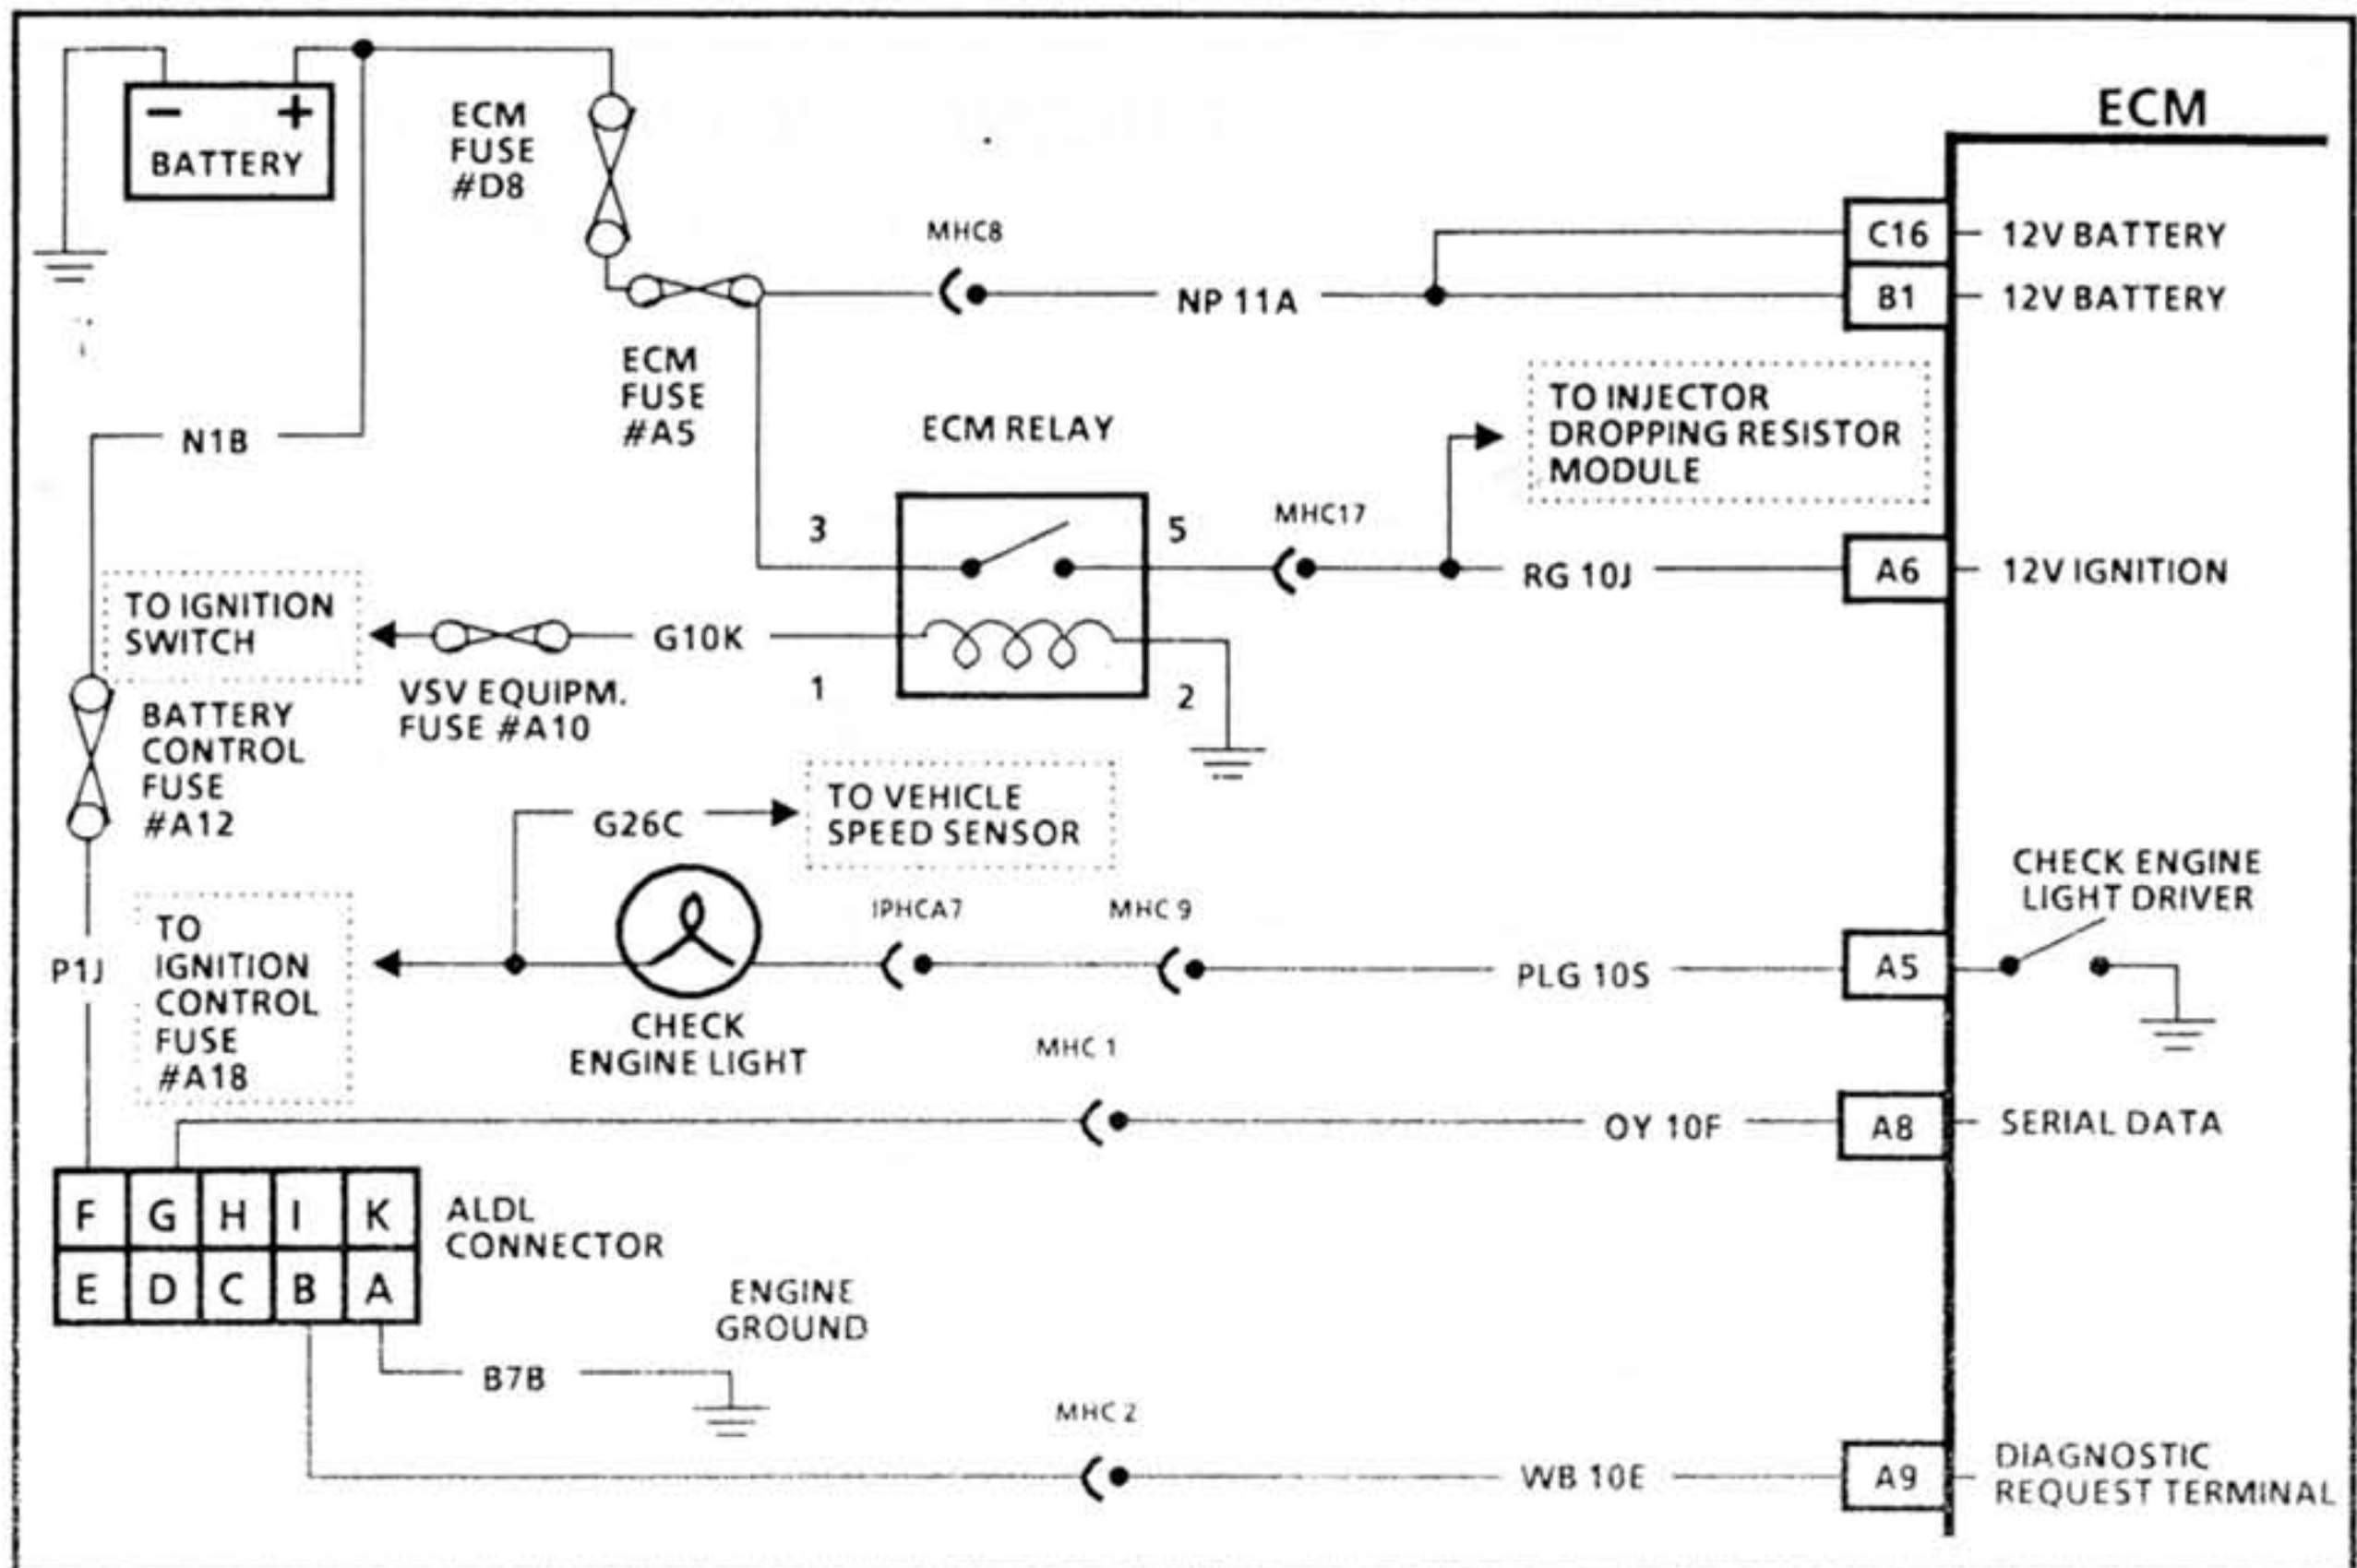 − +
BATTERY
ECM
FUSE
#D8
ECM
MHC8
C16
12V BATTERY
NP 11A
B1
12V BATTERY
ECM
FUSE
#A5
ECM RELAY
TO INJECTOR
DROPPING RESISTOR
MODULE
N1B
3
5
MHC17
RG 10J
A6
12V IGNITION
TO IGNITION
SWITCH
G10K
1
2
VSV EQUIPM.
FUSE #A10
BATTERY
CONTROL
FUSE
#A12
G26C
TO VEHICLE
SPEED SENSOR
CHECK ENGINE
LIGHT DRIVER
P1J
TO
IGNITION
CONTROL
FUSE
#A18
IPHCA7
MHC 9
PLG 10S
A5
CHECK
ENGINE LIGHT
MHC 1
OY 10F
A8
SERIAL DATA
F G H I K
E D C B A
ALDL
CONNECTOR
ENGINE
GROUND
B7B
MHC 2
WB 10E
A9
DIAGNOSTIC
REQUEST TERMINAL